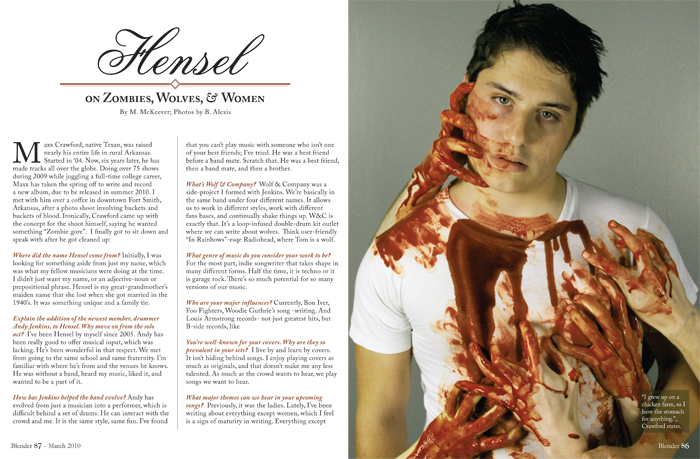 Hensel
ON ZOMBIES, WOLVES, & WOMEN
By M. McKeever; Photos by B. Alexis
Maxx Crawford, native Texan, was raised
nearly his entire life in rural Arkansas.
Started in '04. Now, six years later, he has
made tracks all over the globe. Doing over 75 shows
during 2009 while juggling a full-time college career,
Maxx has taken the spring off to write and record
a new album, due to be released in summer 2010. I
met with him over a coffee in downtown Fort Smith,
Arkansas, after a photo shoot involving buckets and
buckets of blood. Ironically, Crawford came up with
the concept for the shoot himself, saying he wanted
something "Zombie gore". I finally got to sit down and
speak with after he got cleaned up:
Where did the name Hensel come from? Initially, I was
looking for something aside from just my name, which
was what my fellow musicians were doing at the time.
I didn't just want my name, or an adjective-noun or
prepositional phrase. Hensel is my great-grandmother's
maiden name that she lost when she got married in the
1940's. It was something unique and a family tie.
Explain the addition of the newest member, drummer
Andy Jenkins, to Hensel. Why move on from the solo
act? I've been Hensel by myself since 2005. Andy has
been really good to offer musical input, which was
lacking. He's been wonderful in that respect. We met
from going to the same school and same fraternity. I'm
familiar with where he's from and the venues he knows.
He was without a band, heard my music, liked it, and
wanted to be a part of it.
How has Jenkins helped the band evolve? Andy has
evolved from just a musician into a performer, which is
difficult behind a set of drums. He can interact with the
crowd and me. It is the same style, same fun. I've found
that you can't play music with someone who isn't one
of your best friends; I've tried. He was a best friend
before a band mate. Scratch that. He was a best friend,
then a band mate, and then a brother.
What's Wolf & Company? Wolf & Company was a
side-project I formed with Jenkins. We're basically in
the same band under four different names. It allows
us to work in different styles, work with different
fans bases, and continually shake things up. W&C is
exactly that. It's a loop-infused double-drum kit outlet
where we can write about wolves. Think user-friendly
"In Rainbows"-esqe Radiohead, where Tom is a wolf.
What genre of music do you consider your work to be?
For the most part, indie songwriter that takes shape in
many different forms. Half the time, it is techno or it
is garage rock. There's so much potential for so many
versions of our music.
Who are your major influences? Currently, Bon Iver,
Foo Fighters, Woodie Guthrie's song -writing. And
Louis Armstrong records- not just greatest hits, but
B-side records, like
You're well-known for your covers. Why are they so
prevalent in your sets? I live by and learn by covers.
It isn't hiding behind songs. I enjoy playing covers as
much as originals, and that doesn't make me any less
talented. As much as the crowd wants to hear, we play
songs we want to hear.
What major themes can we hear in your upcoming
songs? Previously, it was the ladies. Lately, I've been
writing about everything except women, which I feel
is a sign of maturity in writing. Everything except
Blender 87 - March 2010
"I grew up on a
chicken farm, so I
have the stomach
for anything.",
Crawford states.
Blender 86